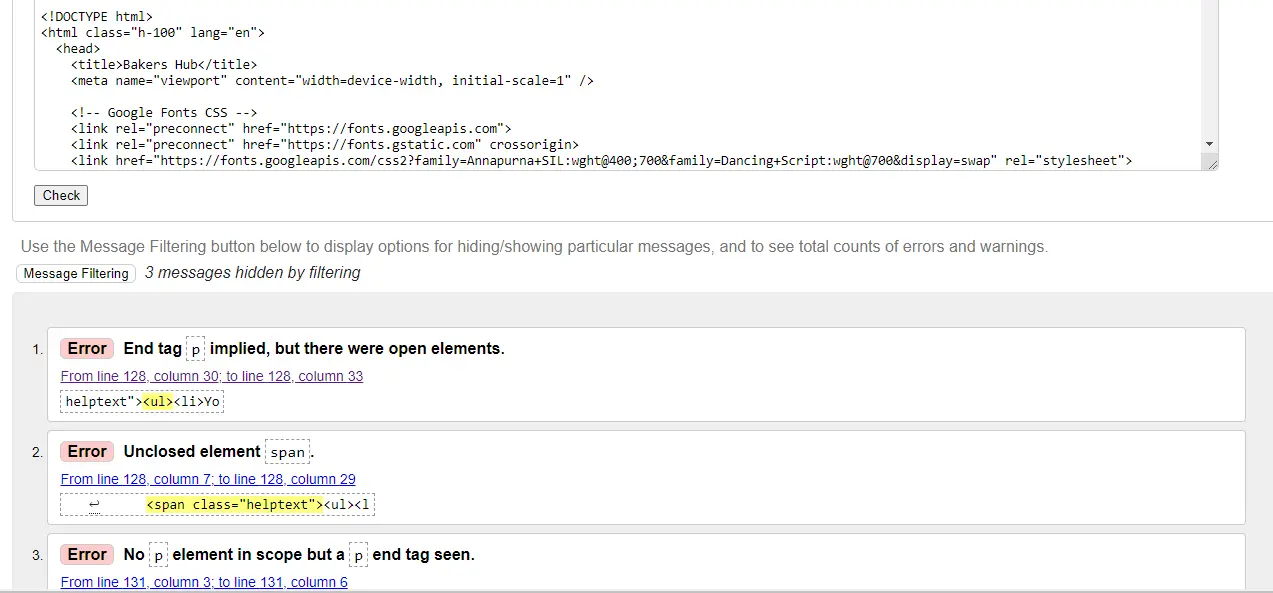 <!DOCTYPE html>
<html class="h-100" lang="en">
<head>
<title>Bakers Hub</title>
<meta name="viewport" content="width=device-width, initial-scale=1" />
<!-- Google Fonts CSS -->
<link rel="preconnect" href="https://fonts.googleapis.com">
<link rel="preconnect" href="https://fonts.gstatic.com" crossorigin>
<link href="https://fonts.googleapis.com/css2?family=Annapurna+SIL:wght@400;700&family=Dancing+Script:wght@700&display=swap" rel="stylesheet">
Check
Use the Message Filtering button below to display options for hiding/showing particular messages, and to see total counts of errors and warnings.
Message Filtering 3 messages hidden by filtering
1. Error End tag p implied, but there were open elements.
From line 128, column 30; to line 128, column 33
helptext"><ul><li>Yo
2. Error Unclosed element span.
From line 128, column 7; to line 128, column 29
↩ <span class="helptext"><ul><l
3. Error No p element in scope but a p end tag seen.
From line 131, column 3; to line 131, column 6